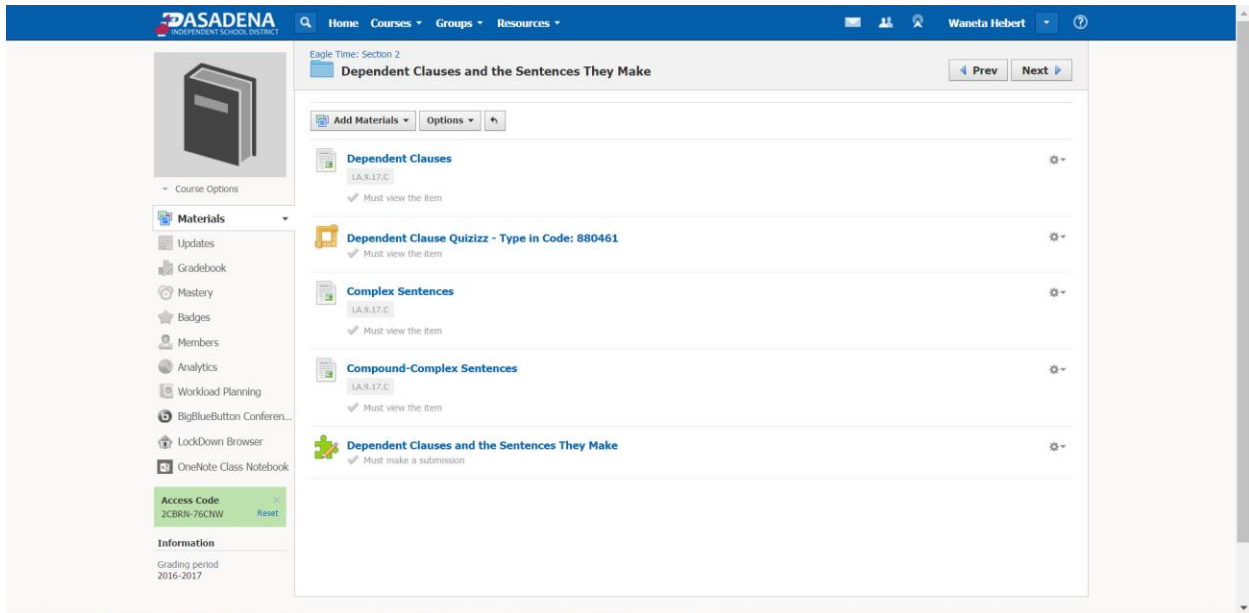 PASADENA
INDEPENDENT SCHOOL DISTRICT
Home Courses Groups Resources
Waneta Hebert
Eagle Time: Section 2
Dependent Clauses and the Sentences They Make
Prev Next
Add Materials Options
Course Options
Materials
Updates
Gradebook
Mastery
Badges
Members
Analytics
Workload Planning
BigBlueButton Conferen...
LockDown Browser
OneNote Class Notebook
Access Code
2CBRN-76CNW Reset
Information
Grading period
2016-2017
Dependent Clauses
LA.9.17.C
Must view the item
Dependent Clause Quizizz - Type in Code: 880461
Must view the item
Complex Sentences
LA.9.17.C
Must view the item
Compound-Complex Sentences
LA.9.17.C
Must view the item
Dependent Clauses and the Sentences They Make
Must make a submission